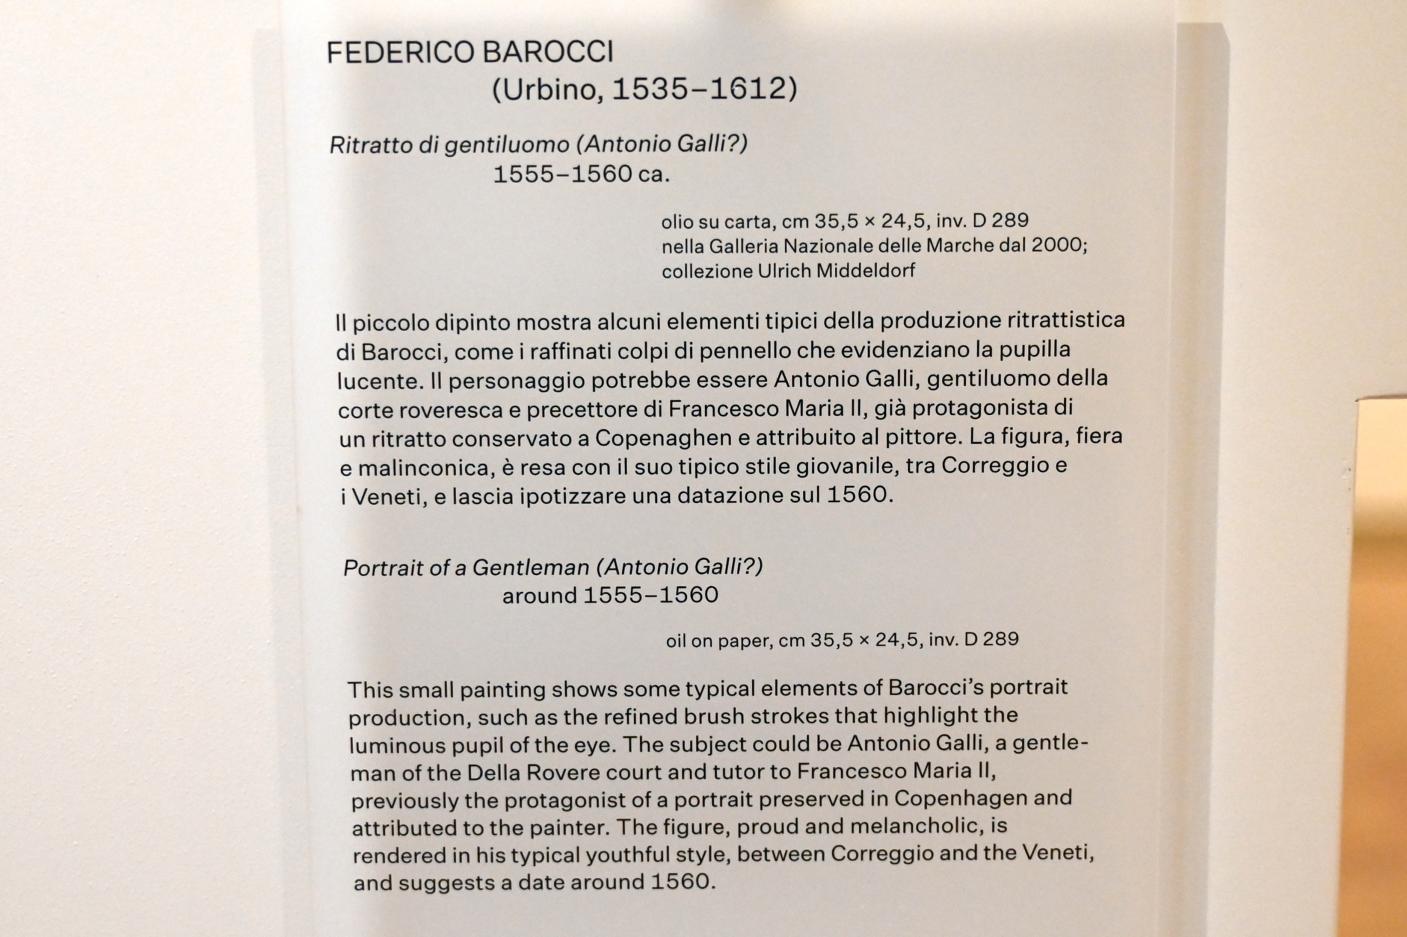 FEDERICO BAROCCI
(Urbino, 1535–1612)
Ritratto di gentiluomo (Antonio Galli?)
1555–1560 ca.
olio su carta, cm 35,5 × 24,5, inv. D 289
nella Galleria Nazionale delle Marche dal 2000;
collezione Ulrich Middeldorf
Il piccolo dipinto mostra alcuni elementi tipici della produzione ritrattistica
di Barocci, come i raffinati colpi di pennello che evidenziano la pupilla
lucente. Il personaggio potrebbe essere Antonio Galli, gentiluomo della
corte roveresca e precettore di Francesco Maria II, già protagonista di
un ritratto conservato a Copenaghen e attribuito al pittore. La figura, fiera
e malinconica, è resa con il suo tipico stile giovanile, tra Correggio e
i Veneti, e lascia ipotizzare una datazione sul 1560.
Portrait of a Gentleman (Antonio Galli?)
around 1555–1560
oil on paper, cm 35,5 × 24,5, inv. D 289
This small painting shows some typical elements of Barocci’s portrait
production, such as the refined brush strokes that highlight the
luminous pupil of the eye. The subject could be Antonio Galli, a gentle-
man of the Della Rovere court and tutor to Francesco Maria II,
previously the protagonist of a portrait preserved in Copenhagen and
attributed to the painter. The figure, proud and melancholic, is
rendered in his typical youthful style, between Correggio and the Veneti,
and suggests a date around 1560.